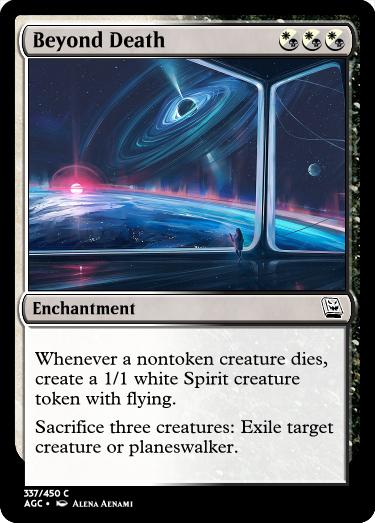 Beyond Death
Enchantment
Whenever a nontoken creature dies,
create a 1/1 white Spirit creature
token with flying.
Sacrifice three creatures: Exile target
creature or planeswalker.
337/450 C
AGC • Alena Aenami